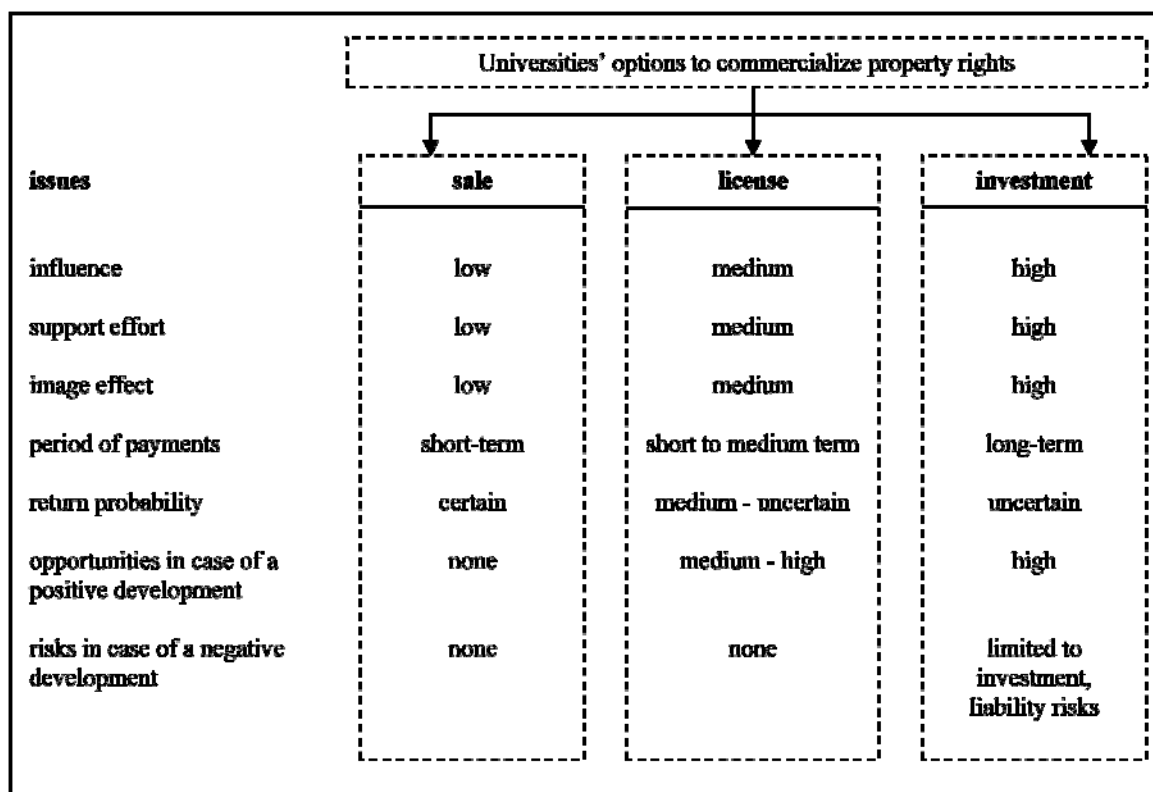 Universities’ options to commercialize property rights
issues sale license investment
influence low medium high
support effort low medium high
image effect low medium high
period of payments short-term short to medium term long-term
return probability certain medium - uncertain uncertain
opportunities in case of a none medium - high high
positive development
risks in case of a negative none none limited to
development investment,
liability risks